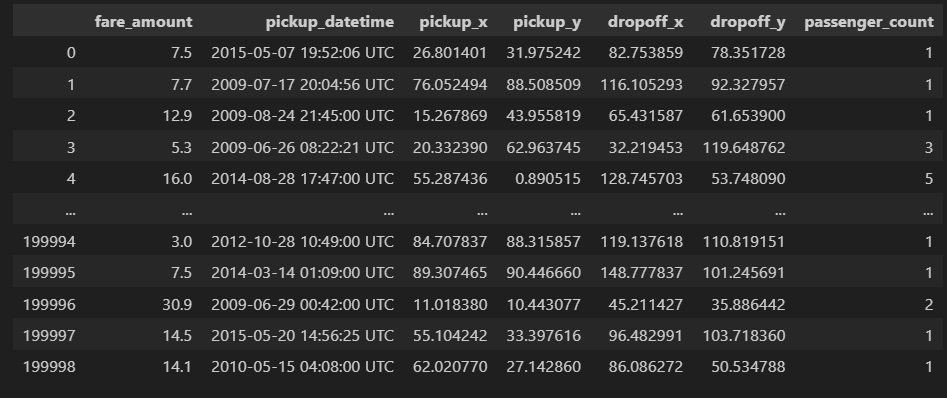 fare_amount pickup_datetime pickup_x pickup_y dropoff_x dropoff_y passenger_count
0 7.5 2015-05-07 19:52:06 UTC 26.801401 31.975242 82.753859 78.351728 1
1 7.7 2009-07-17 20:04:56 UTC 76.052494 88.508509 116.105293 92.327957 1
2 12.9 2009-08-24 21:45:00 UTC 15.267869 43.955819 65.431587 61.653900 1
3 5.3 2009-06-26 08:22:21 UTC 20.332390 62.963745 32.219453 119.648762 3
4 16.0 2014-08-28 17:47:00 UTC 55.287436 0.890515 128.745703 53.748090 5
... ... ... ... ... ... ... ...
199994 3.0 2012-10-28 10:49:00 UTC 84.707837 88.315857 119.137618 110.819151 1
199995 7.5 2014-03-14 01:09:00 UTC 89.307465 90.446660 148.777837 101.245691 1
199996 30.9 2009-06-29 00:42:00 UTC 11.018380 10.443077 45.211427 35.886442 2
199997 14.5 2015-05-20 14:56:25 UTC 55.104242 33.397616 96.482991 103.718360 1
199998 14.1 2010-05-15 04:08:00 UTC 62.020770 27.142860 86.086272 50.534788 1